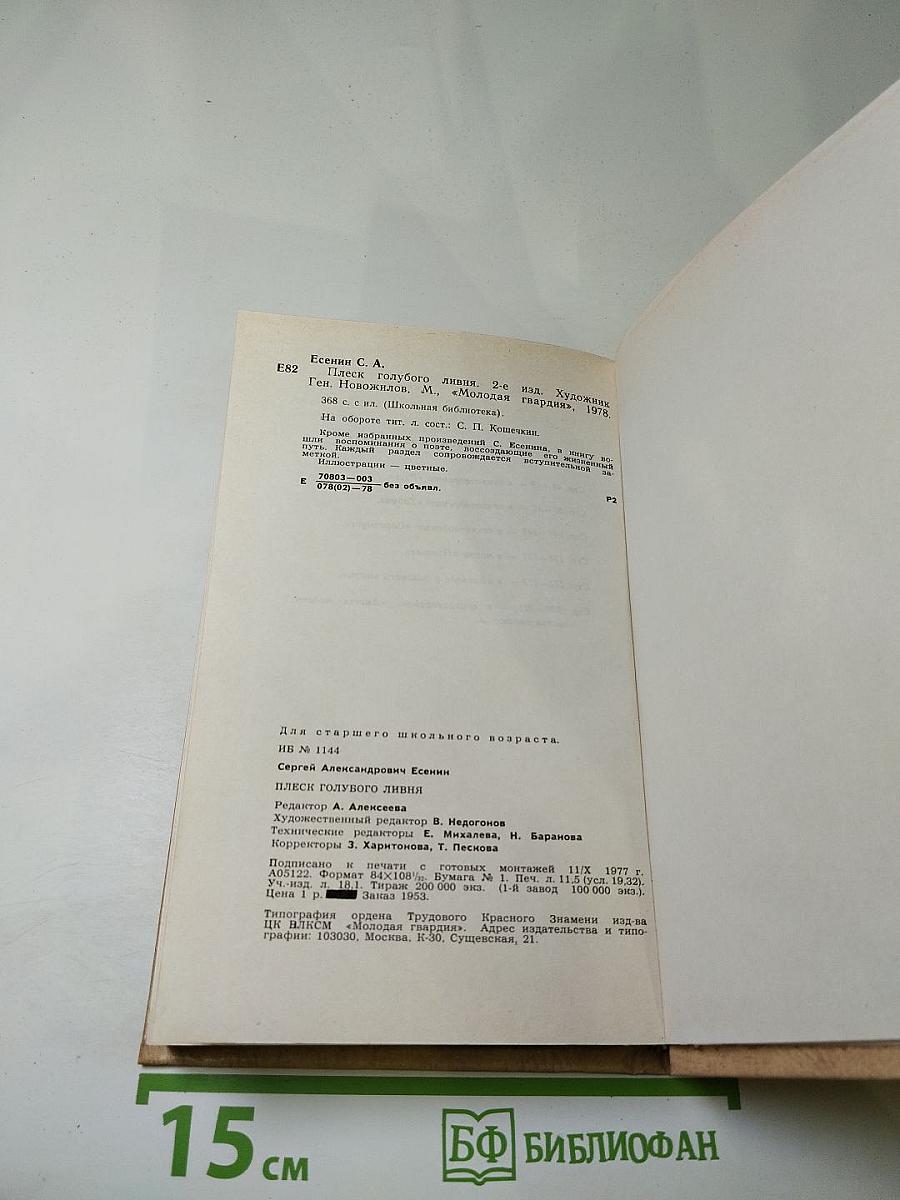 Есенин С. А.
Е82 Плеск голубого ливня. 2-е изд. Художник
Ген. Новожилов. М., «Молодая гвардия», 1978.
368 с. с ил. (Школьная библиотека).
На обороте тит. л. сост.: С. П. Кошечкин.
Кроме избранных произведений С. Есенина, в книгу во-
шли воспоминания о поэте, воссоздающие его жизненный
путь. Каждый раздел сопровождается вступительной за-
меткой.
Иллюстрации — цветные.
Е 70803—003
078(02)—78 без объявл.
Р2
Для старшего школьного возраста.
ИБ № 1144
Сергей Александрович Есенин
ПЛЕСК ГОЛУБОГО ЛИВНЯ
Редактор А. Алексеева
Художественный редактор В. Недогонов
Технические редакторы Е. Михалева, Н. Баранова
Корректоры З. Харитонова, Т. Пескова
Подписано к печати с готовых монтажей 11/X 1977 г.
А05122. Формат 84×108¹/₃₂. Бумага № 1. Печ. л. 11,5 (усл. 19,32).
Уч.-изд. л. 18,1. Тираж 200 000 экз. (1-й завод 100 000 экз.).
Цена 1 р. Заказ 1953.
Типография ордена Трудового Красного Знамени изд-ва
ЦК ВЛКСМ «Молодая гвардия». Адрес издательства и типо-
графии: 103030, Москва, К-30, Сущевская, 21.
15 см БФ БИБЛИОФАН